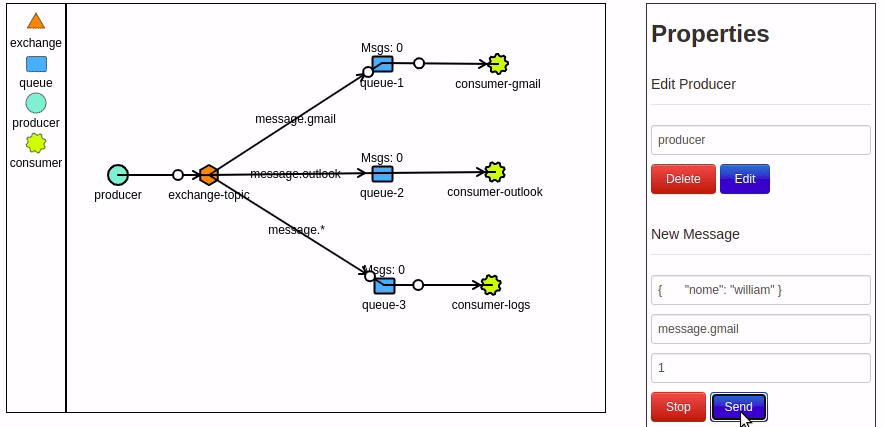 exchange
queue
producer
consumer
producer
exchange-topic
message.gmail
message.outlook
message.*
Msgs: 0
queue-1
consumer-gmail
Msgs: 0
queue-2
consumer-outlook
Msgs: 0
queue-3
consumer-logs
Properties
Edit Producer
producer
Delete Edit
New Message
{ "nome": "william" }
message.gmail
1
Stop Send